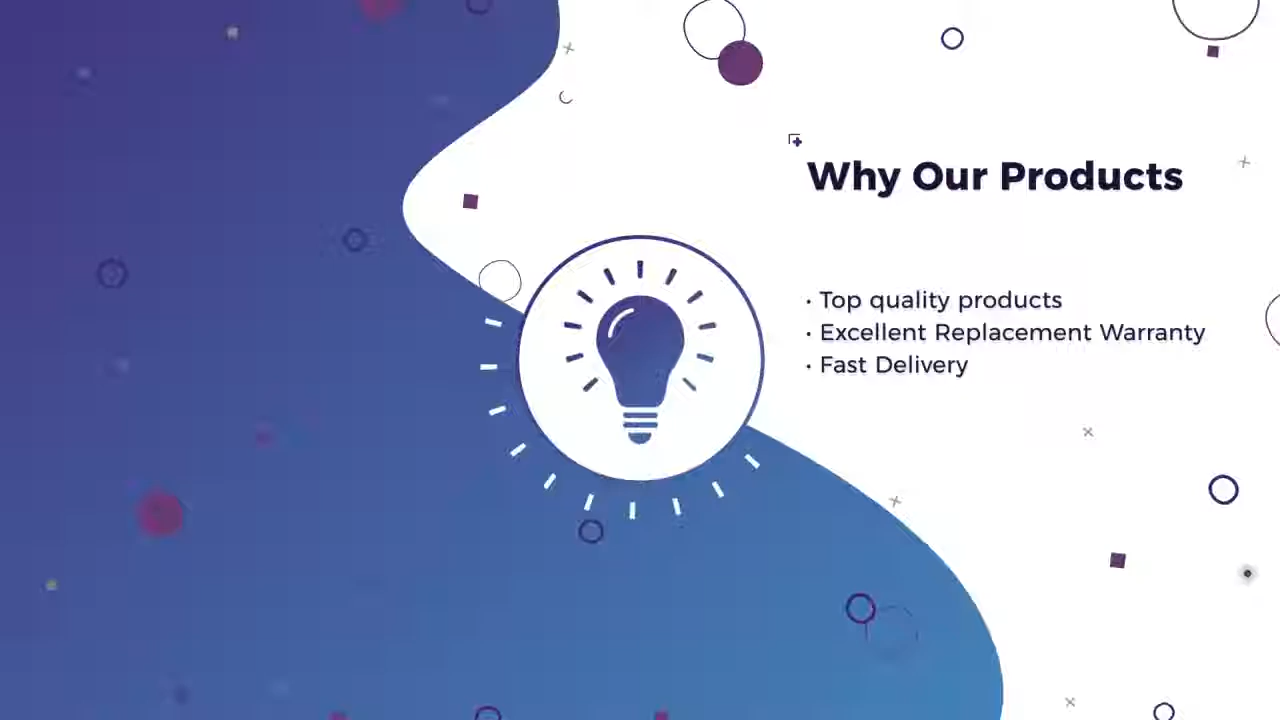 Why Our Products
• Top quality products
• Excellent Replacement Warranty
• Fast Delivery